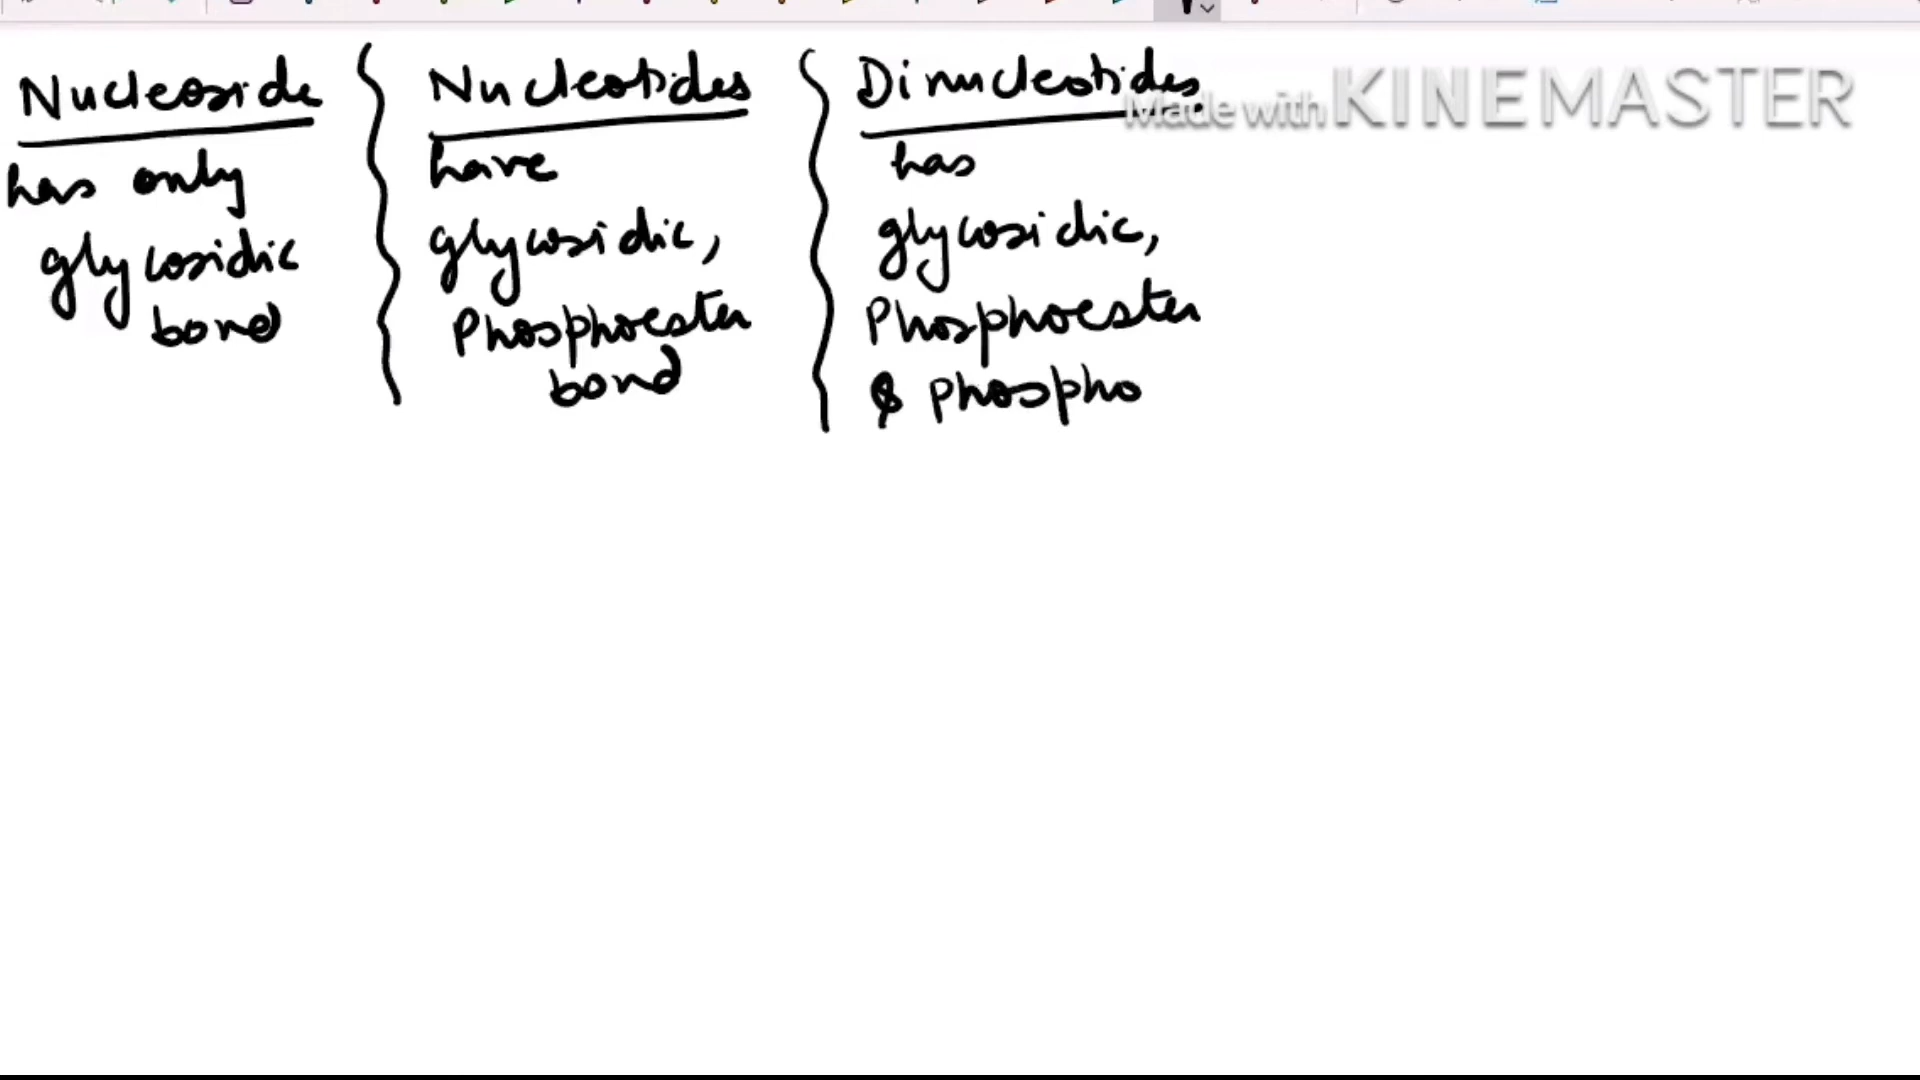 Nucleoside
has only
glycosidic
bond
Nucleotides
have
glycosidic,
Phosphoester
bond
Dinucleotides
has
glycosidic,
Phosphoester
& phospho
Made with KINEMASTER